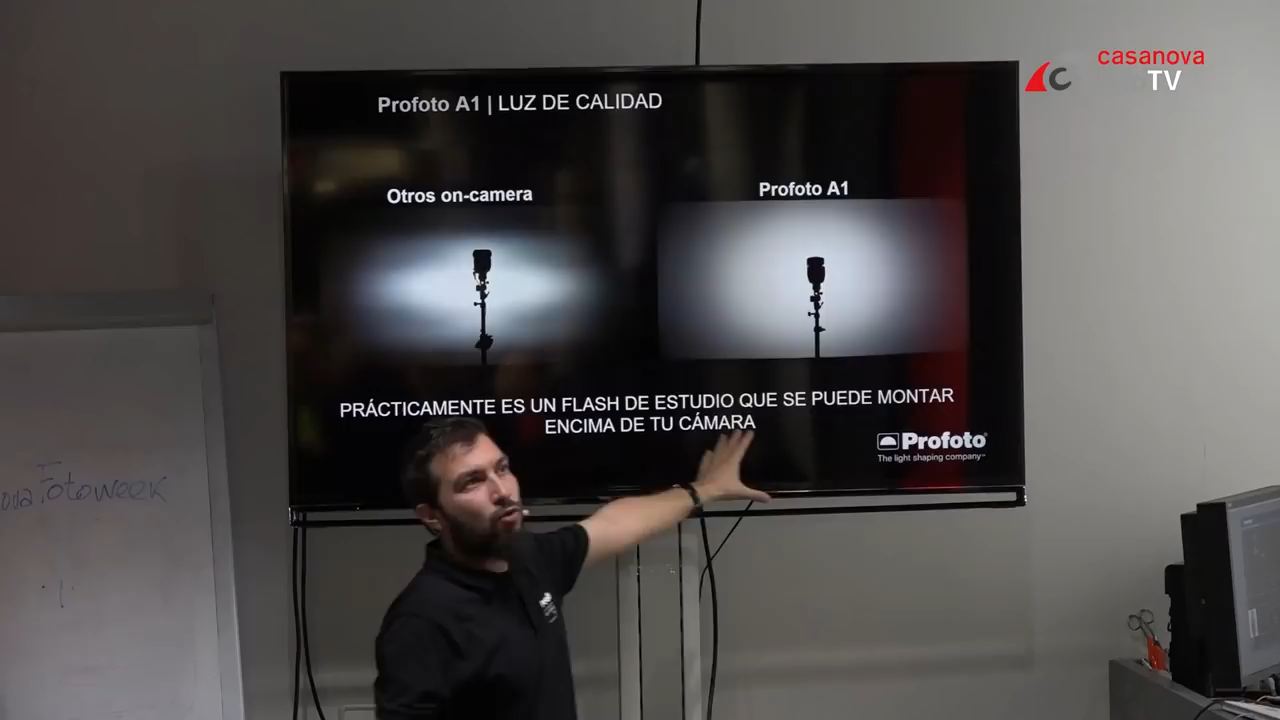 casanova
TV
Profoto A1 | LUZ DE CALIDAD
Otros on-camera
Profoto A1
PRÁCTICAMENTE ES UN FLASH DE ESTUDIO QUE SE PUEDE MONTAR
ENCIMA DE TU CÁMARA
Profoto
The light shaping company™
Fotoweek